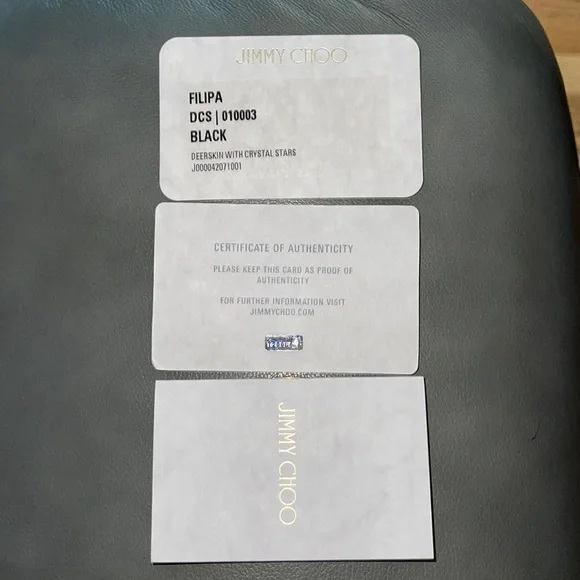 JIMMY CHOO
FILIPA
DCS | 010003
BLACK
DEERSKIN WITH CRYSTAL STARS
J000042071001
CERTIFICATE OF AUTHENTICITY
PLEASE KEEP THIS CARD AS PROOF OF
AUTHENTICITY
FOR FURTHER INFORMATION VISIT
JIMMYCHOO.COM
JIMMY CHOO